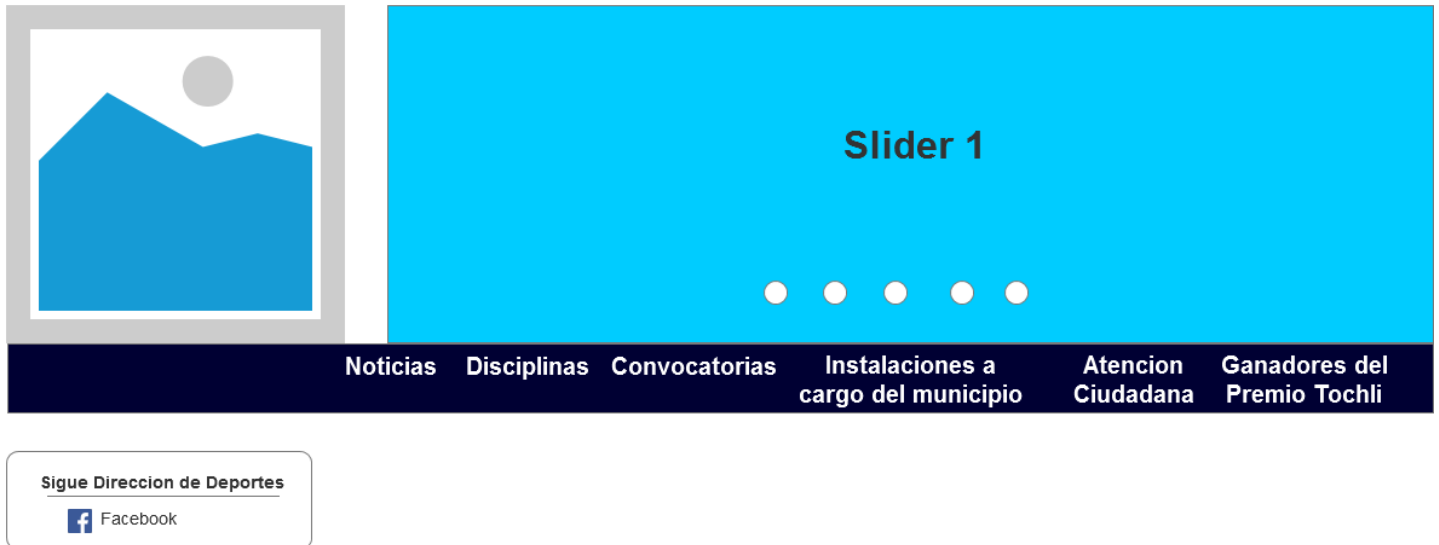 Slider 1
Noticias
Disciplinas
Convocatorias
Instalaciones a
cargo del municipio
Atencion
Ciudadana
Ganadores del
Premio Tochli
Sigue Direccion de Deportes
Facebook